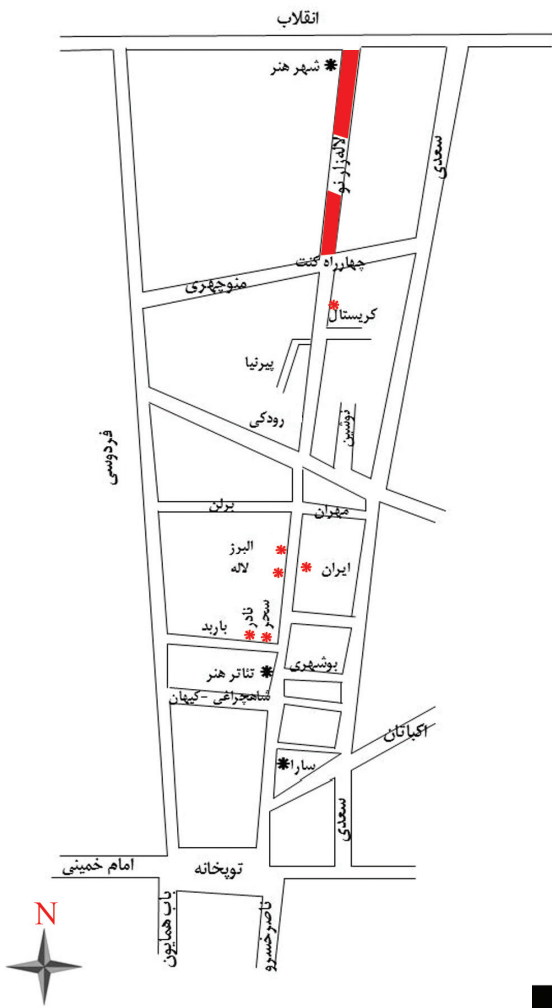 انقلاب
شهر هنر
لاله‌زار نو
سعدی
چهارراه کنت
منوچهری
کریستال
پیرنیا
رودکی
نوشین
فردوسی
برلن
مهران
البرز
لاله
ایران
نادر
سحر
باربد
بوشهری
تئاتر هنر
شاهچراغی - کیهان
اکباتان
سارا
سعدی
امام خمینی
توپخانه
باب همایون
ناصرخسرو
N